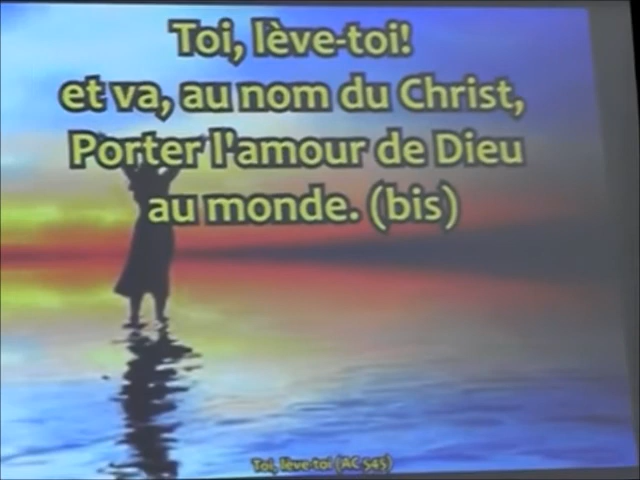 Toi, lève-toi!
et va, au nom du Christ,
Porter l'amour de Dieu
au monde. (bis)
Toi, lève-toi (AC 545)